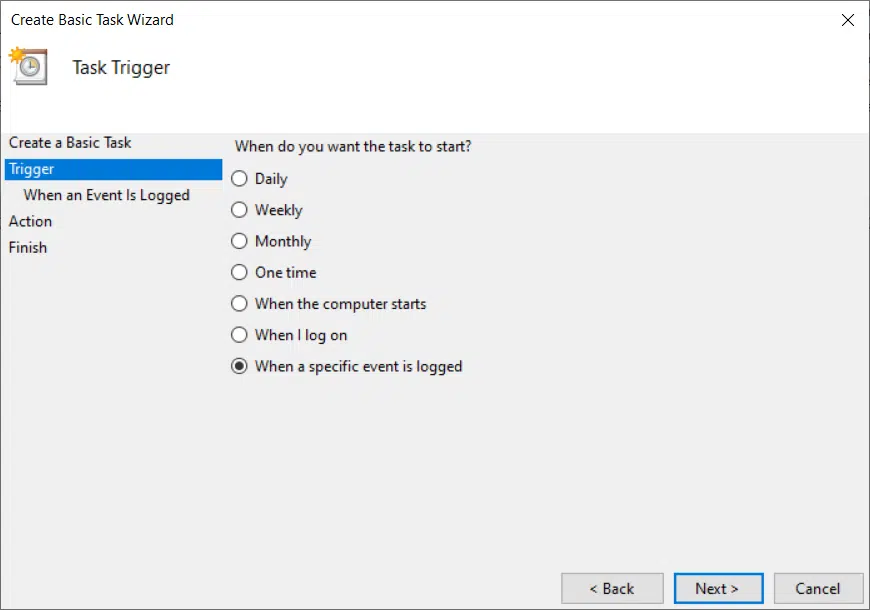 Create Basic Task Wizard
Task Trigger
Create a Basic Task
Trigger
When an Event Is Logged
Action
Finish
When do you want the task to start?
Daily
Weekly
Monthly
One time
When the computer starts
When I log on
When a specific event is logged
< Back
Next >
Cancel